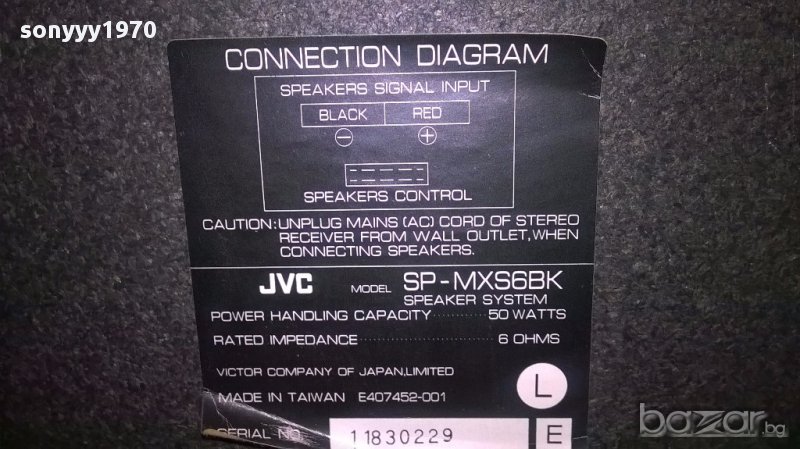 sonyyy1970
CONNECTION DIAGRAM
SPEAKERS SIGNAL INPUT
BLACK RED
− +
SPEAKERS CONTROL
CAUTION:UNPLUG MAINS (AC) CORD OF STEREO
RECEIVER FROM WALL OUTLET,WHEN
CONNECTING SPEAKERS.
JVC MODEL SP-MXS6BK
SPEAKER SYSTEM
POWER HANDLING CAPACITY ·········· 50 WATTS
RATED IMPEDANCE ·················· 6 OHMS
VICTOR COMPANY OF JAPAN,LIMITED
L
MADE IN TAIWAN E407452-001
SERIAL NO. 11830229 E
bazar.bg